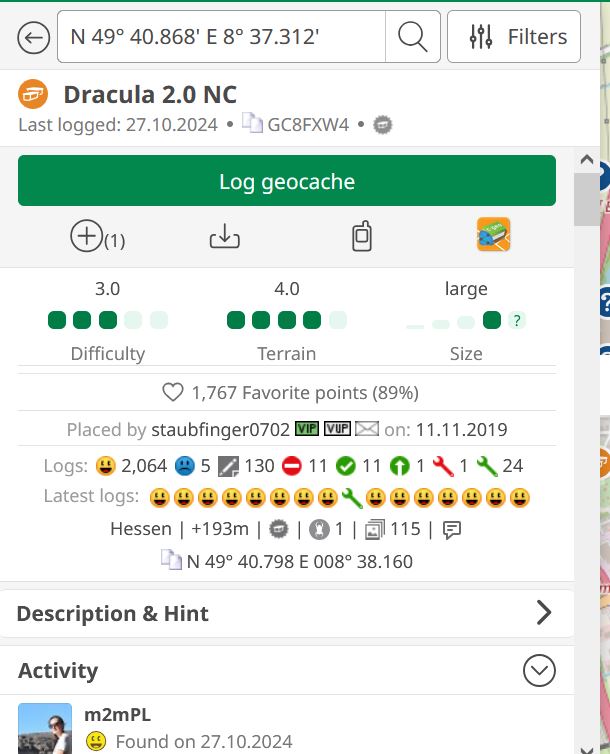 N 49° 40.868' E 8° 37.312' Filters
Dracula 2.0 NC
Last logged: 27.10.2024 • GC8FXW4 •
Log geocache
(1)
3.0 4.0 large
?
Difficulty Terrain Size
1,767 Favorite points (89%)
Placed by staubfinger0702 VIP VUP on: 11.11.2019
Logs: 2,064 5 130 11 11 1 1 24
Latest logs:
Hessen | +193m | | 1 | 115 |
N 49° 40.798 E 008° 38.160
Description & Hint
Activity
m2mPL
Found on 27.10.2024